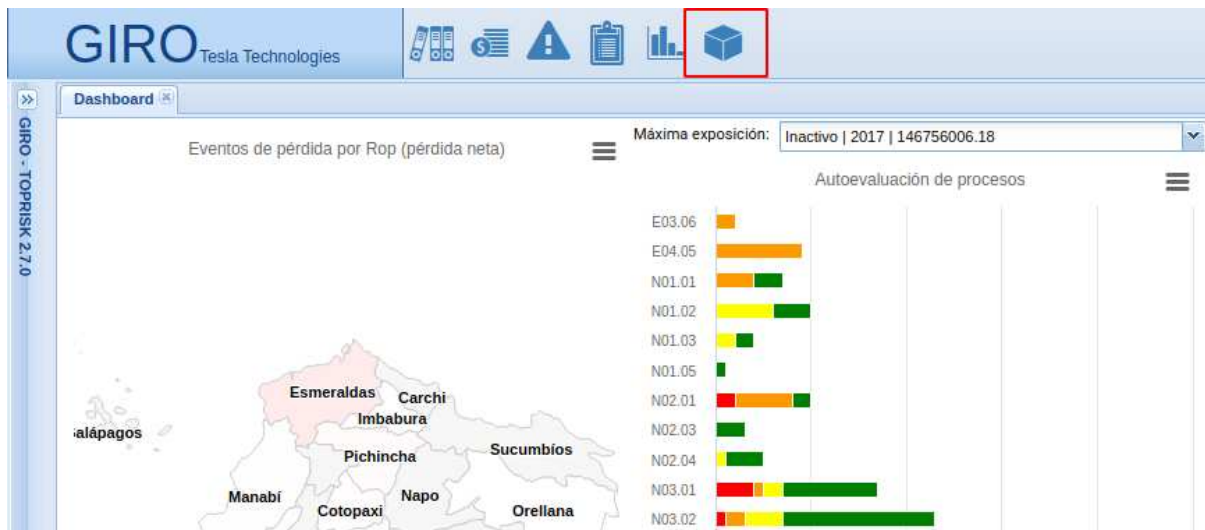 GIRO Tesla Technologies
Dashboard
GIRO - TOPRISK 2.7.0
Eventos de pérdida por Rop (pérdida neta)
Esmeraldas
Carchi
Imbabura
alápagos
Pichincha
Sucumbíos
Manabí
Cotopaxi
Napo
Orellana
Máxima exposición: Inactivo | 2017 | 146756006.18
Autoevaluación de procesos
E03.06
E04.05
N01.01
N01.02
N01.03
N01.05
N02.01
N02.03
N02.04
N03.01
N03.02